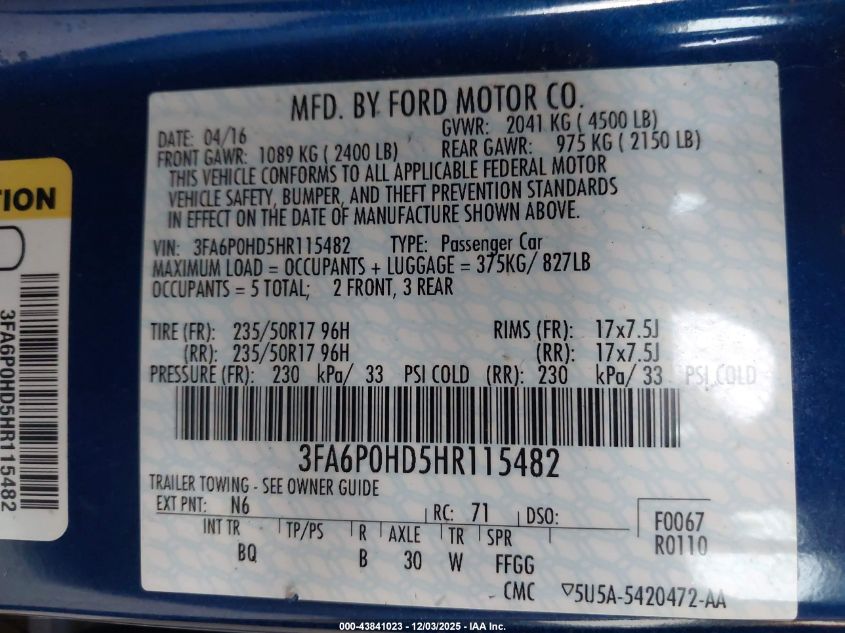 MFD. BY FORD MOTOR CO.
DATE: 04/16 GVWR: 2041 KG ( 4500 LB)
FRONT GAWR: 1089 KG ( 2400 LB) REAR GAWR: 975 KG ( 2150 LB)
THIS VEHICLE CONFORMS TO ALL APPLICABLE FEDERAL MOTOR
VEHICLE SAFETY, BUMPER, AND THEFT PREVENTION STANDARDS
IN EFFECT ON THE DATE OF MANUFACTURE SHOWN ABOVE.
VIN: 3FA6P0HD5HR115482 TYPE: Passenger Car
MAXIMUM LOAD = OCCUPANTS + LUGGAGE = 375KG/ 827LB
OCCUPANTS = 5 TOTAL; 2 FRONT, 3 REAR
TIRE (FR): 235/50R17 96H RIMS (FR): 17x7.5J
(RR): 235/50R17 96H (RR): 17x7.5J
PRESSURE (FR): 230 kPa/ 33 PSI COLD (RR): 230 kPa/ 33 PSI COLD
3FA6P0HD5HR115482
TRAILER TOWING - SEE OWNER GUIDE
EXT PNT: N6 RC: 71 DSO:
INT TR TP/PS R AXLE TR SPR
BQ B 30 W FFGG
F0067
R0110
CMC ▽5U5A-5420472-AA
TION
3FA6P0HD5HR115482
000-43841023 - 12/03/2025 - IAA Inc.